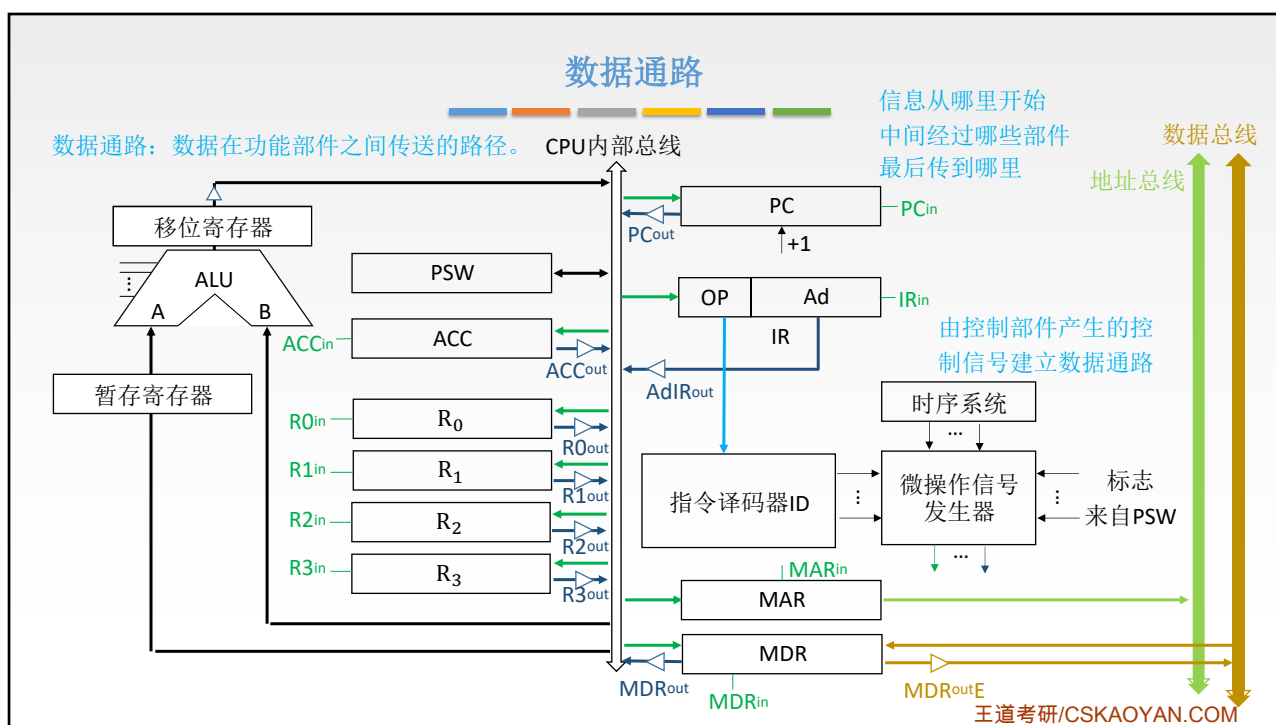 数据通路
信息从哪里开始
中间经过哪些部件
最后传到哪里
数据通路：数据在功能部件之间传送的路径。
CPU内部总线
数据总线
地址总线
移位寄存器
ALU
A
B
⋮
暂存寄存器
PC
PCin
PCout
+1
PSW
OP
Ad
IRin
IR
ACCin
ACC
ACCout
AdIRout
由控制部件产生的控
制信号建立数据通路
时序系统
...
R0in
R₀
R0out
R1in
R₁
R1out
R2in
R₂
R2out
R3in
R₃
R3out
指令译码器ID
⋮
微操作信号
发生器
⋮
标志
来自PSW
...
MARin
MAR
MDR
MDRout
MDRin
MDRoutE
王道考研/CSKAOYAN.COM